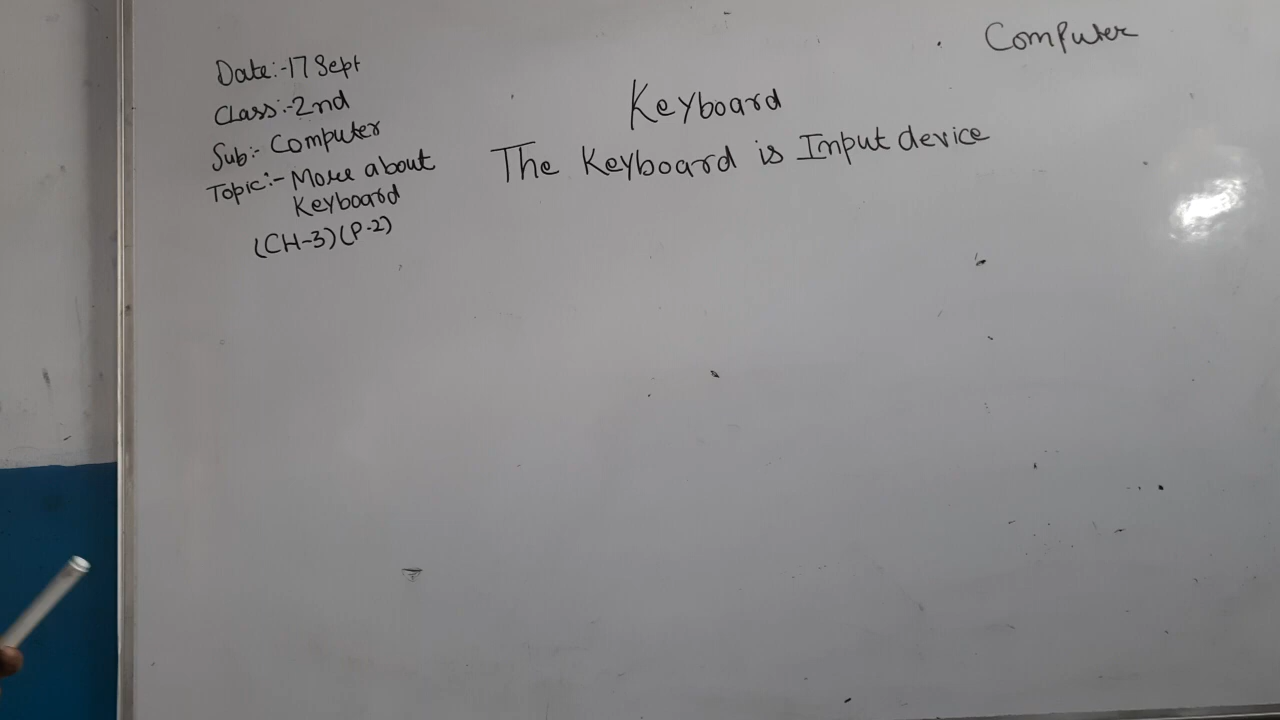 Date:-17 Sept
Class:-2nd
Sub:- Computer
Topic:- More about
Keyboard
(CH-3)(P-2)
Computer
Keyboard
The Keyboard is Input device